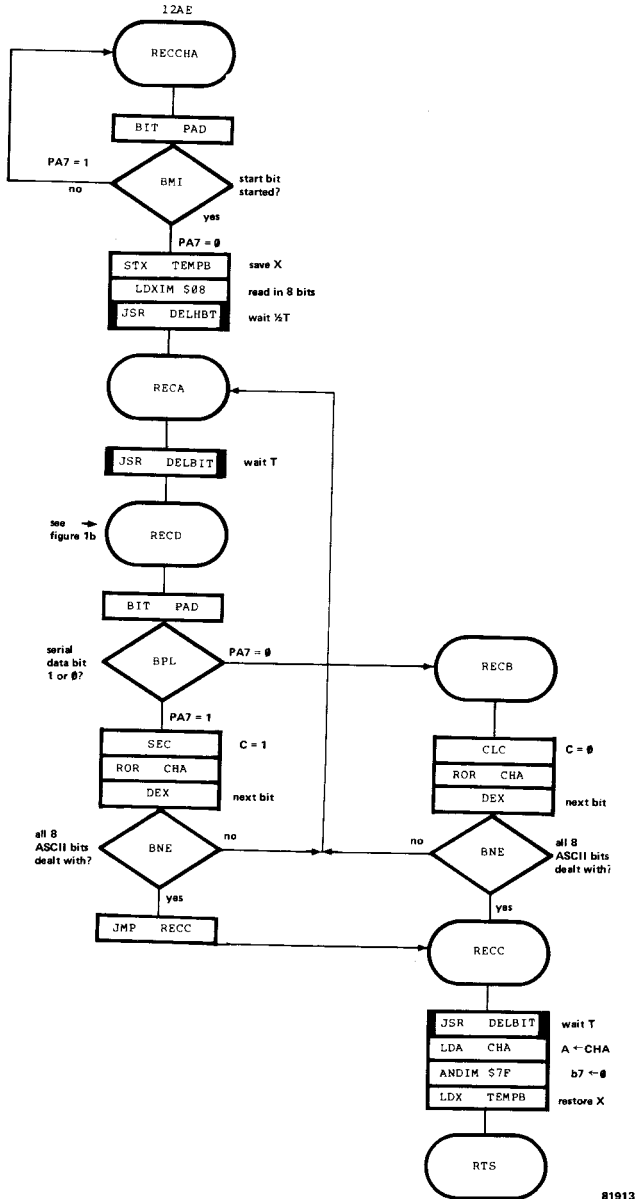 12AE
RECCHA
BIT PAD
PA7 = 1
BMI
start bit
started?
no
yes
PA7 = 0
STX TEMPB
save X
LDXIM $08
read in 8 bits
JSR DELHBT
wait ½T
RECA
JSR DELBIT
wait T
see →
figure 1b
RECD
BIT PAD
serial
data bit
1 or 0?
BPL
PA7 = 0
RECB
PA7 = 1
SEC
C = 1
ROR CHA
DEX
next bit
CLC
C = 0
ROR CHA
DEX
next bit
all 8
ASCII bits
dealt with?
BNE
no
yes
no
BNE
all 8
ASCII bits
dealt with?
yes
JMP RECC
RECC
JSR DELBIT
wait T
LDA CHA
A ←CHA
ANDIM $7F
b7 ←0
LDX TEMPB
restore X
RTS
81913